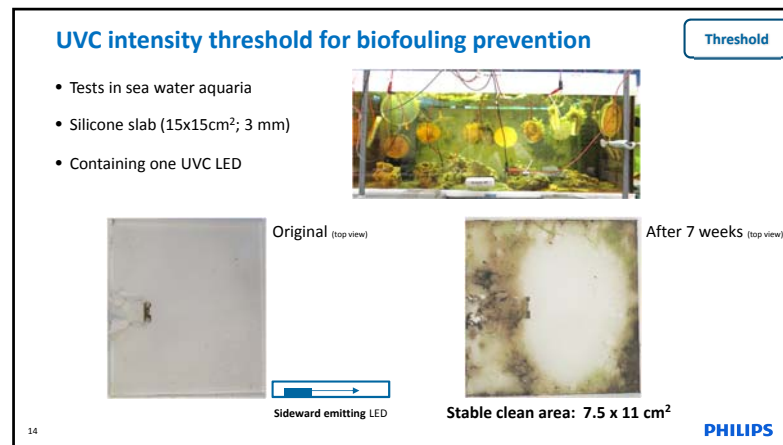 UVC intensity threshold for biofouling prevention
Threshold
• Tests in sea water aquaria
• Silicone slab (15x15cm²; 3 mm)
• Containing one UVC LED
Original (top view)
After 7 weeks (top view)
Sideward emitting LED
Stable clean area: 7.5 x 11 cm²
14
PHILIPS